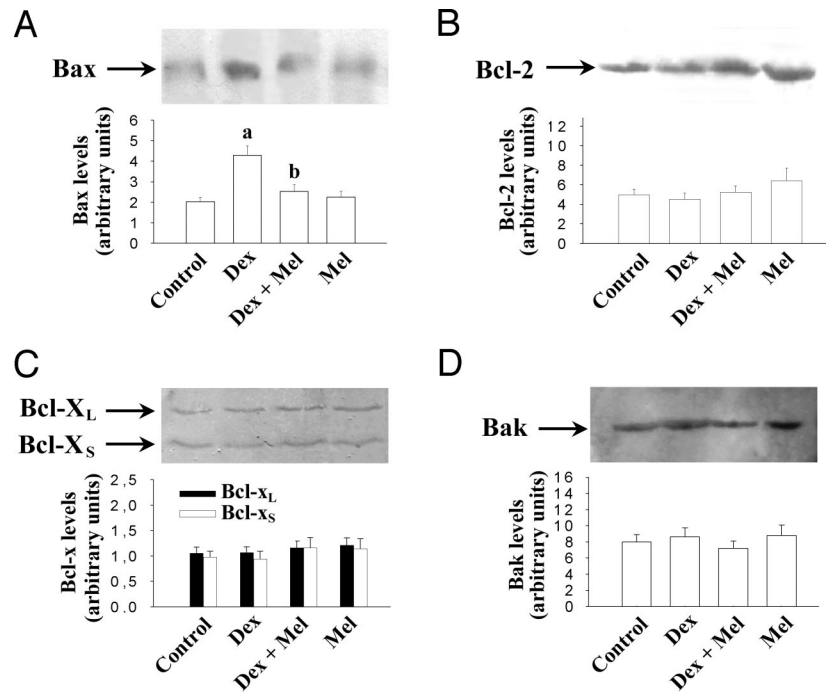 A
Bax
Bax levels
(arbitrary units)
6
5
4
3
2
1
0
a
b
Control
Dex
Dex + Mel
Mel
B
Bcl-2
Bcl-2 levels
(arbitrary units)
12
10
8
6
4
2
0
Control
Dex
Dex + Mel
Mel
C
Bcl-XL
Bcl-XS
Bcl-x levels
(arbitrary units)
2,5
2,0
1,5
1,0
0,5
0,0
Bcl-xL
Bcl-xS
Control
Dex
Dex + Mel
Mel
D
Bak
Bak levels
(arbitrary units)
16
14
12
10
8
6
4
2
0
Control
Dex
Dex + Mel
Mel